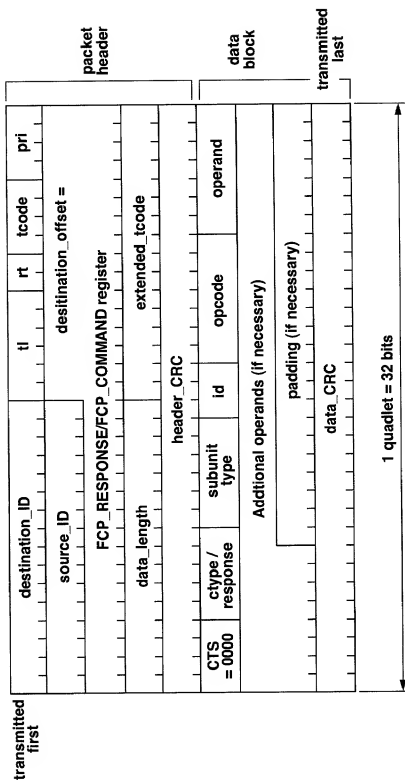 transmitted
first
destination_ID
tl
rt
tcode
pri
source_ID
desitination_offset =
FCP_RESPONSE/FCP_COMMAND register
data_length
extended_tcode
header_CRC
packet
header
CTS
= 0000
ctype /
response
subunit
type
id
opcode
operand
Addtional operands (if necessary)
padding (if necessary)
data_CRC
data
block
transmitted
last
1 quadlet = 32 bits